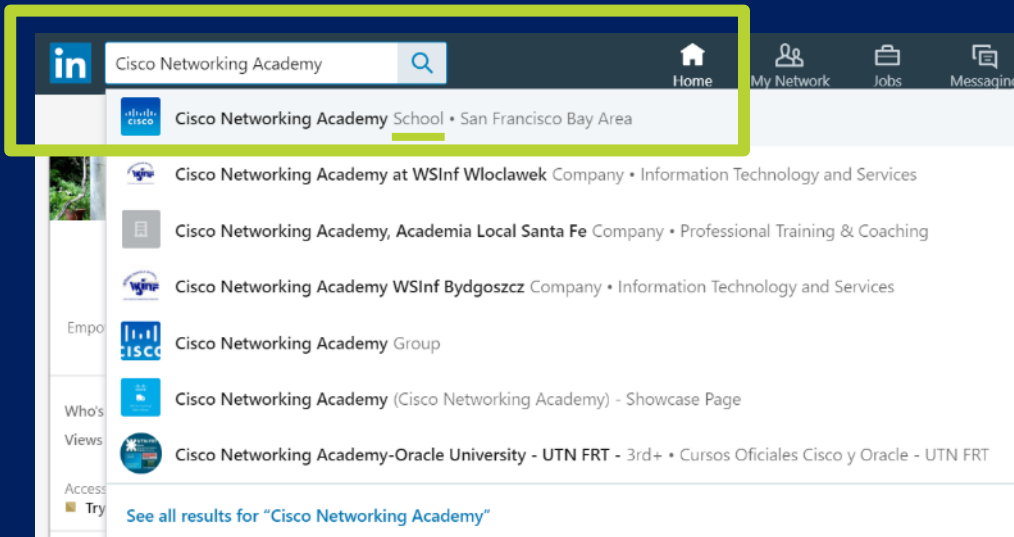 in Cisco Networking Academy
Home My Network Jobs Messaging
CISCO Cisco Networking Academy School • San Francisco Bay Area
Cisco Networking Academy at WSInf Wloclawek Company • Information Technology and Services
Cisco Networking Academy, Academia Local Santa Fe Company • Professional Training & Coaching
Cisco Networking Academy WSInf Bydgoszcz Company • Information Technology and Services
Empo
CISCO Cisco Networking Academy Group
Cisco Networking Academy (Cisco Networking Academy) - Showcase Page
Who's
Views
Cisco Networking Academy-Oracle University - UTN FRT - 3rd+ • Cursos Oficiales Cisco y Oracle - UTN FRT
Access
Try
See all results for “Cisco Networking Academy”